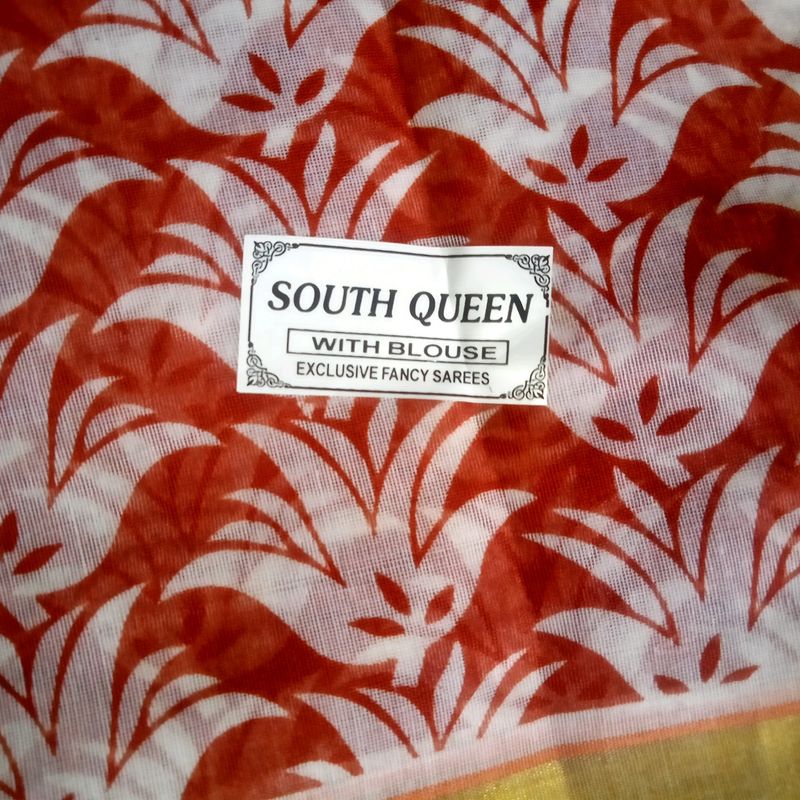 SOUTH QUEEN
WITH BLOUSE
EXCLUSIVE FANCY SAREES